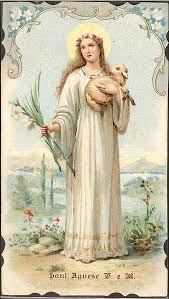 Sant' Agnese V. e M.